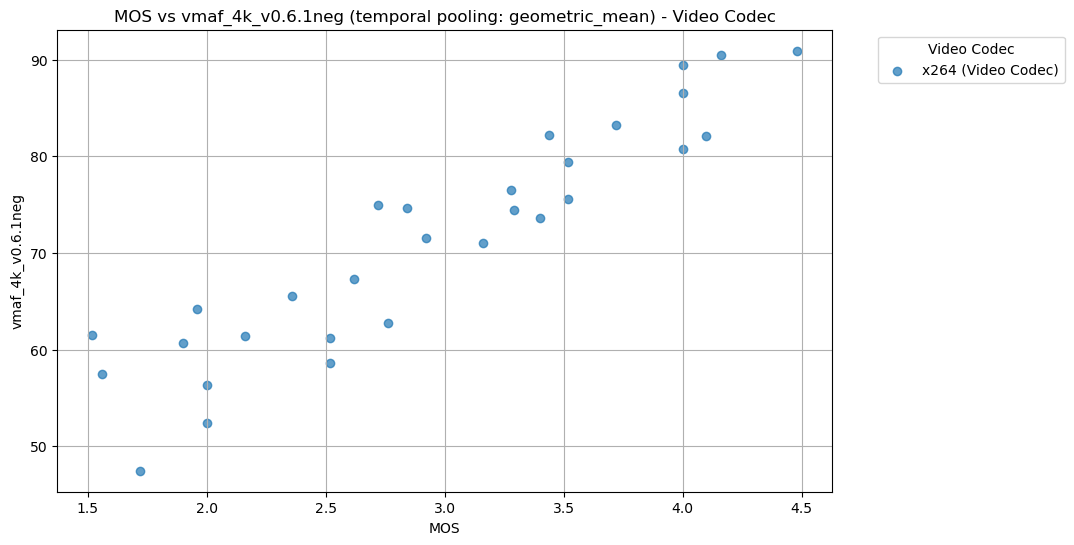 MOS vs vmaf_4k_v0.6.1neg (temporal pooling: geometric_mean) - Video Codec
Video Codec
x264 (Video Codec)
vmaf_4k_v0.6.1neg
90
80
70
60
50
1.5 2.0 2.5 3.0 3.5 4.0 4.5
MOS